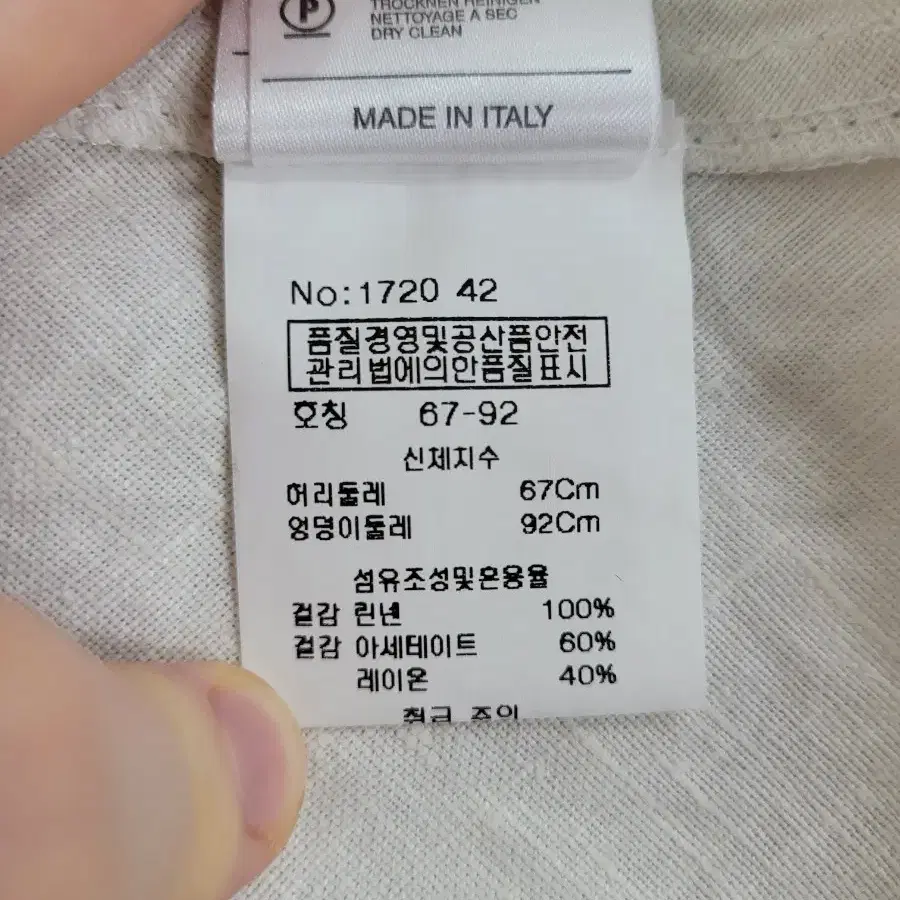 P
TROCKNEN REINIGEN
NETTOYAGE A SEC
DRY CLEAN
MADE IN ITALY
No:1720 42
품질경영및공산품안전
관리법에의한품질표시
호칭 67-92
신체치수
허리둘레 67Cm
엉덩이둘레 92Cm
섬유조성및혼용율
겉감 린넨 100%
겉감 아세테이트 60%
레이온 40%
취급 주의